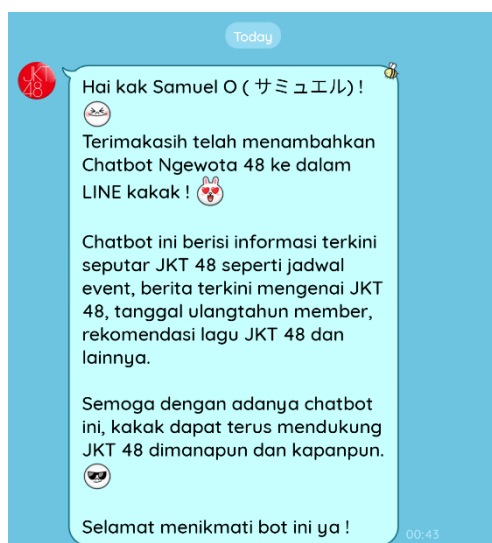 Today
JKT
48
Hai kak Samuel O ( サミュエル) !
Terimakasih telah menambahkan
Chatbot Ngewota 48 ke dalam
LINE kakak !
Chatbot ini berisi informasi terkini
seputar JKT 48 seperti jadwal
event, berita terkini mengenai JKT
48, tanggal ulangtahun member,
rekomendasi lagu JKT 48 dan
lainnya.
Semoga dengan adanya chatbot
ini, kakak dapat terus mendukung
JKT 48 dimanapun dan kapanpun.
Selamat menikmati bot ini ya !
00:43